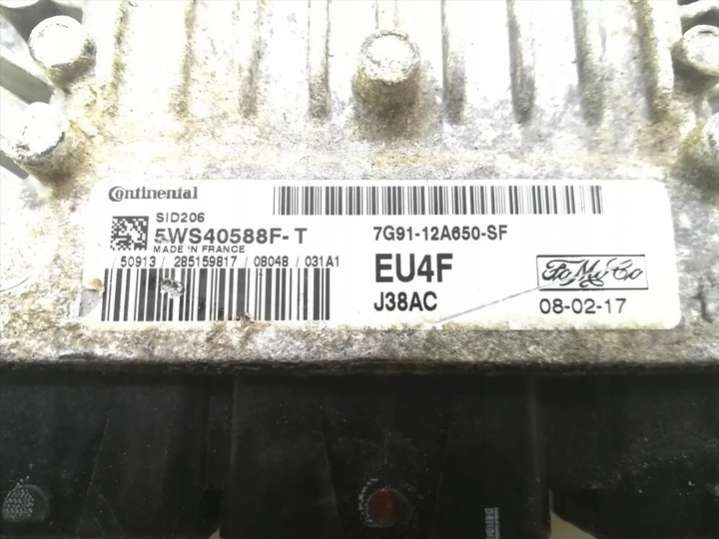 Continental
SID206
5WS40588F-T
MADE IN FRANCE
50913 / 285159817 / 08048 / 031A1
7G91-12A650-SF
EU4F
FoMoCo
J38AC
08-02-17